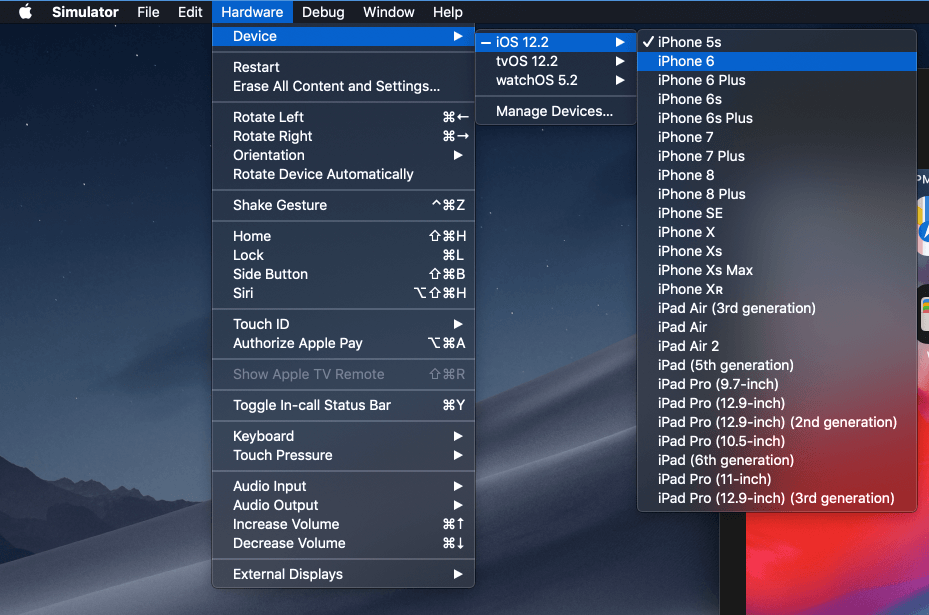 Simulator File Edit Hardware Debug Window Help
Device ▶
Restart
Erase All Content and Settings...
Rotate Left ⌘←
Rotate Right ⌘→
Orientation ▶
Rotate Device Automatically
Shake Gesture ^⌘Z
Home ⇧⌘H
Lock ⌘L
Side Button ⇧⌘B
Siri ⌥⇧⌘H
Touch ID ▶
Authorize Apple Pay ⌥⌘A
Show Apple TV Remote ⇧⌘R
Toggle In-call Status Bar ⌘Y
Keyboard ▶
Touch Pressure ▶
Audio Input ▶
Audio Output ▶
Increase Volume ⌘↑
Decrease Volume ⌘↓
External Displays ▶
– iOS 12.2 ▶
tvOS 12.2 ▶
watchOS 5.2 ▶
Manage Devices...
✓ iPhone 5s
iPhone 6
iPhone 6 Plus
iPhone 6s
iPhone 6s Plus
iPhone 7
iPhone 7 Plus
iPhone 8
iPhone 8 Plus
iPhone SE
iPhone X
iPhone Xs
iPhone Xs Max
iPhone Xʀ
iPad Air (3rd generation)
iPad Air
iPad Air 2
iPad (5th generation)
iPad Pro (9.7-inch)
iPad Pro (12.9-inch)
iPad Pro (12.9-inch) (2nd generation)
iPad Pro (10.5-inch)
iPad (6th generation)
iPad Pro (11-inch)
iPad Pro (12.9-inch) (3rd generation)